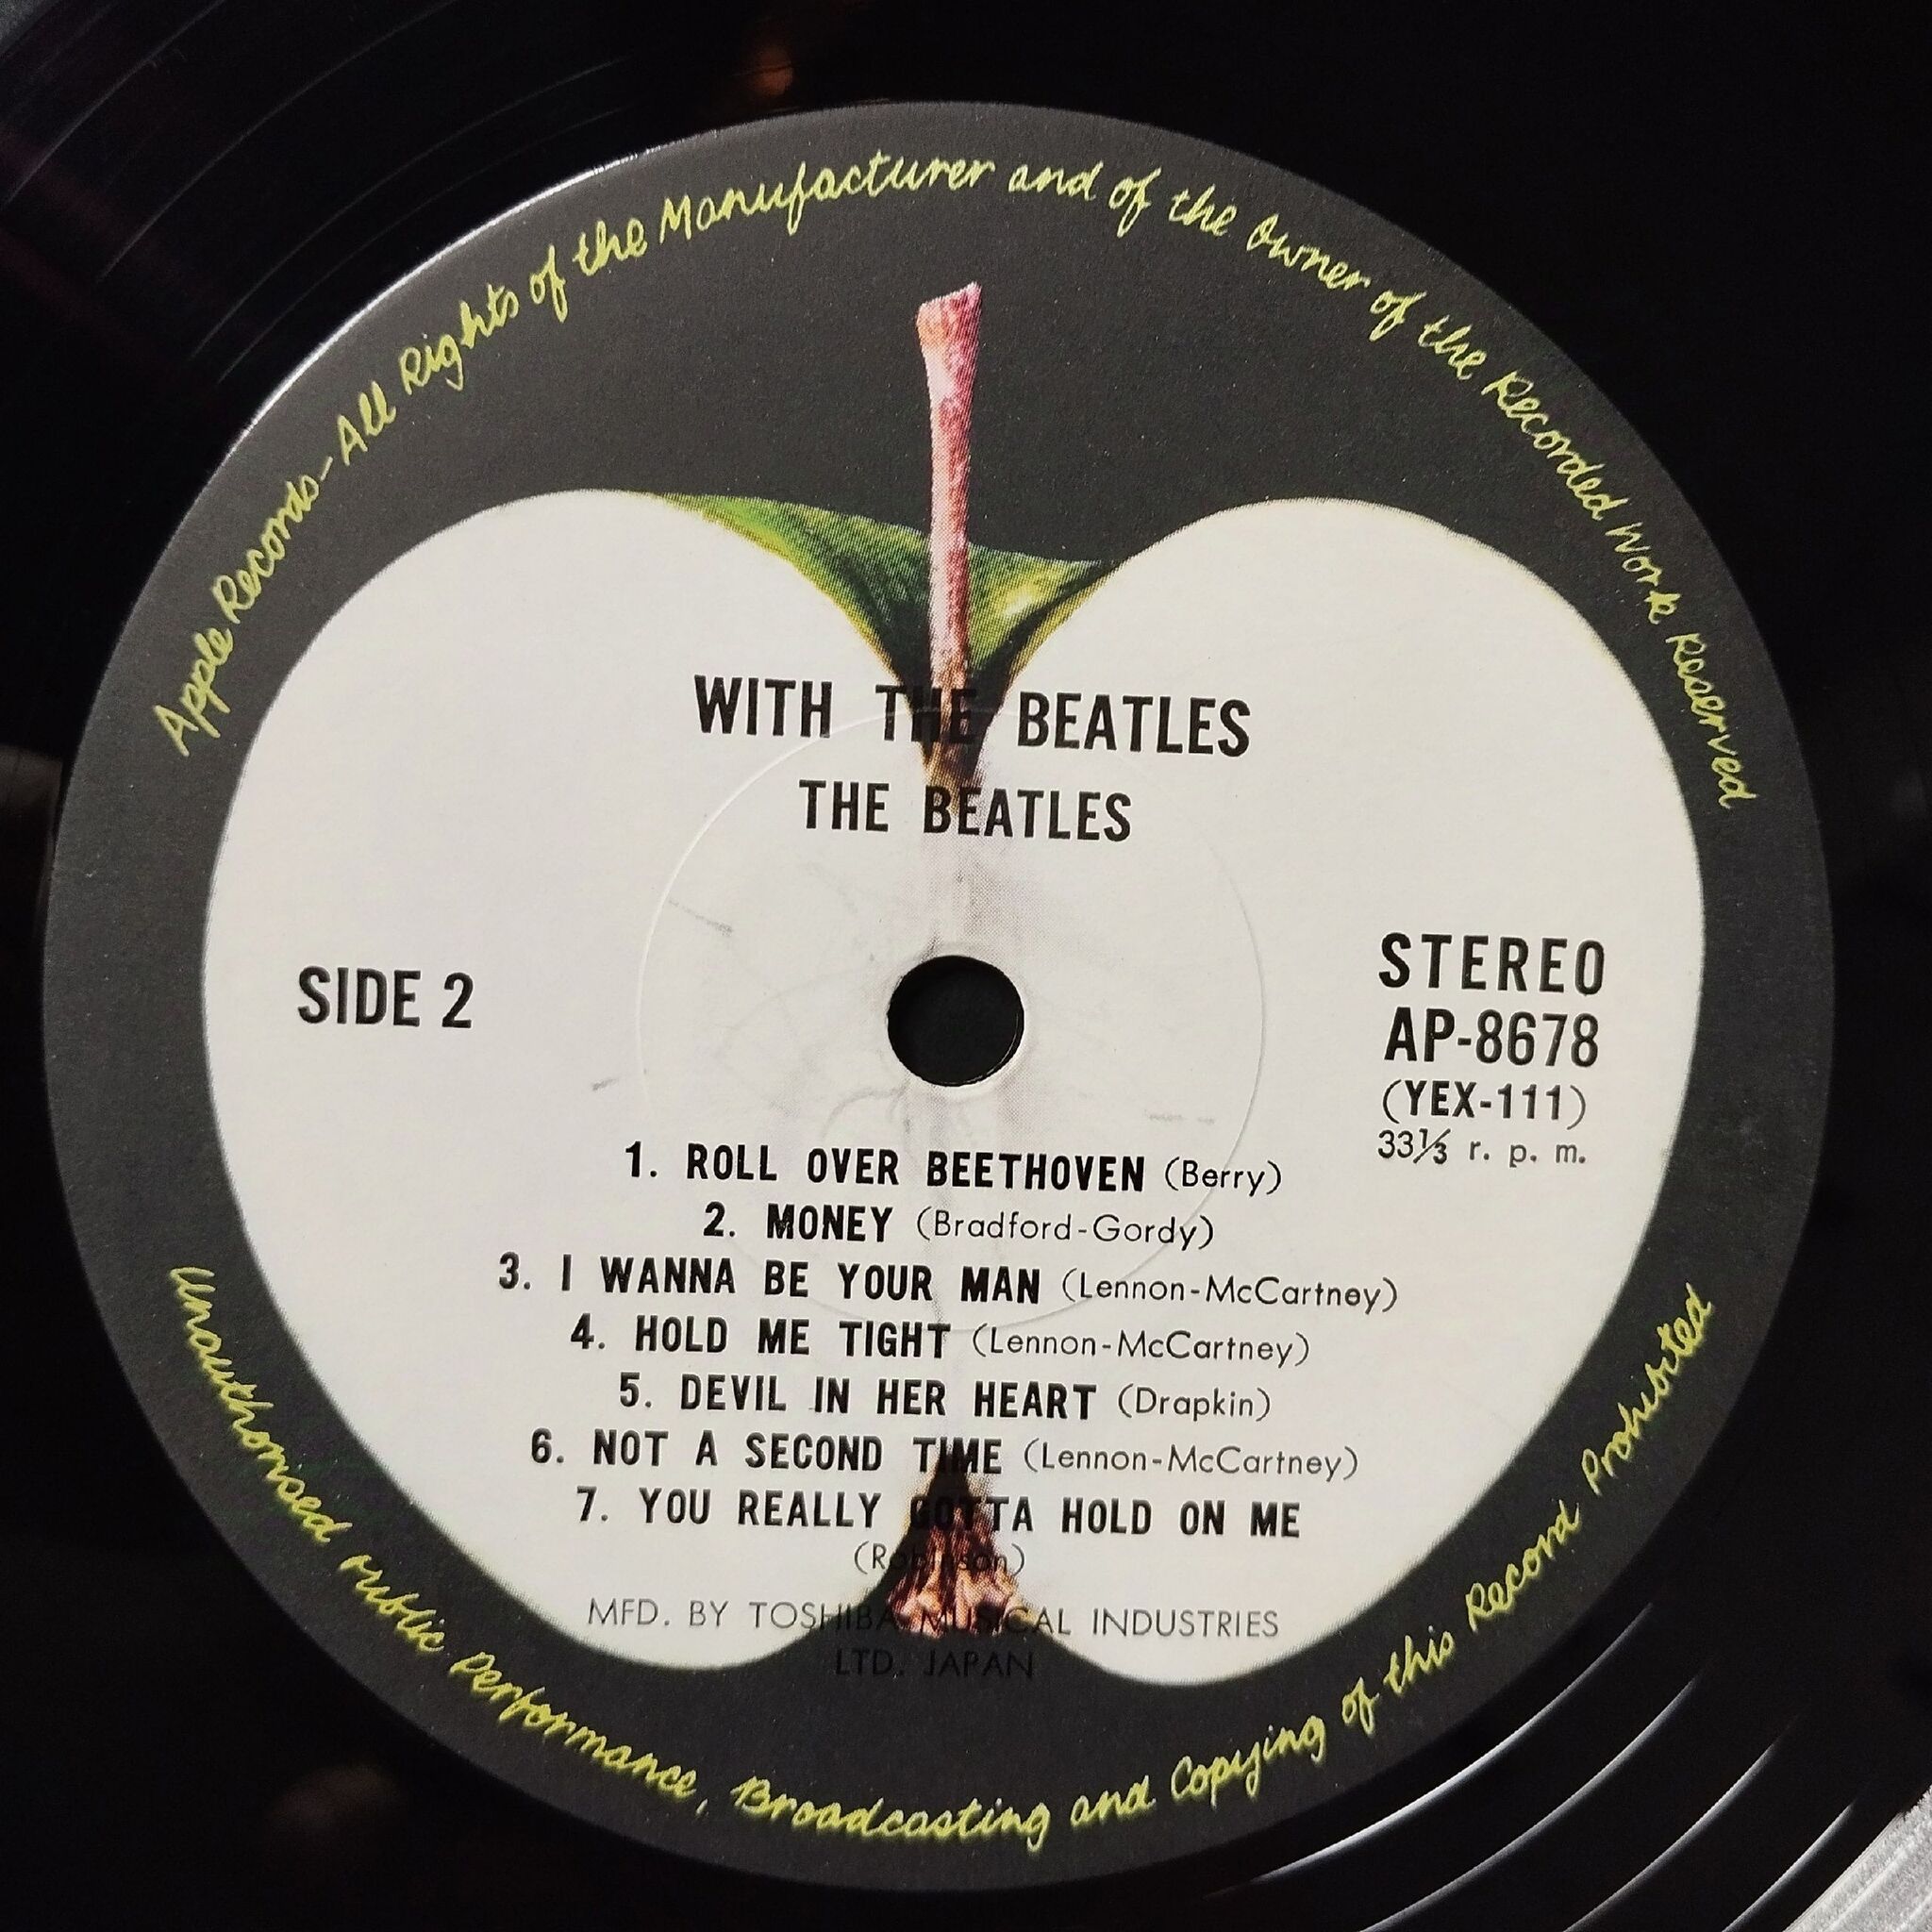 Apple Records-All Rights of the Manufacturer and of the Owner of the Recorded Work Reserved
WITH THE BEATLES
THE BEATLES
SIDE 2
STEREO
AP-8678
(YEX-111)
33⅓ r. p. m.
1. ROLL OVER BEETHOVEN (Berry)
2. MONEY (Bradford-Gordy)
3. I WANNA BE YOUR MAN (Lennon-McCartney)
4. HOLD ME TIGHT (Lennon-McCartney)
5. DEVIL IN HER HEART (Drapkin)
6. NOT A SECOND TIME (Lennon-McCartney)
7. YOU REALLY GOTTA HOLD ON ME
(Robinson)
MFD. BY TOSHIBA MUSICAL INDUSTRIES
LTD. JAPAN
Unauthorised Public Performance, Broadcasting and Copying of this Record Prohibited